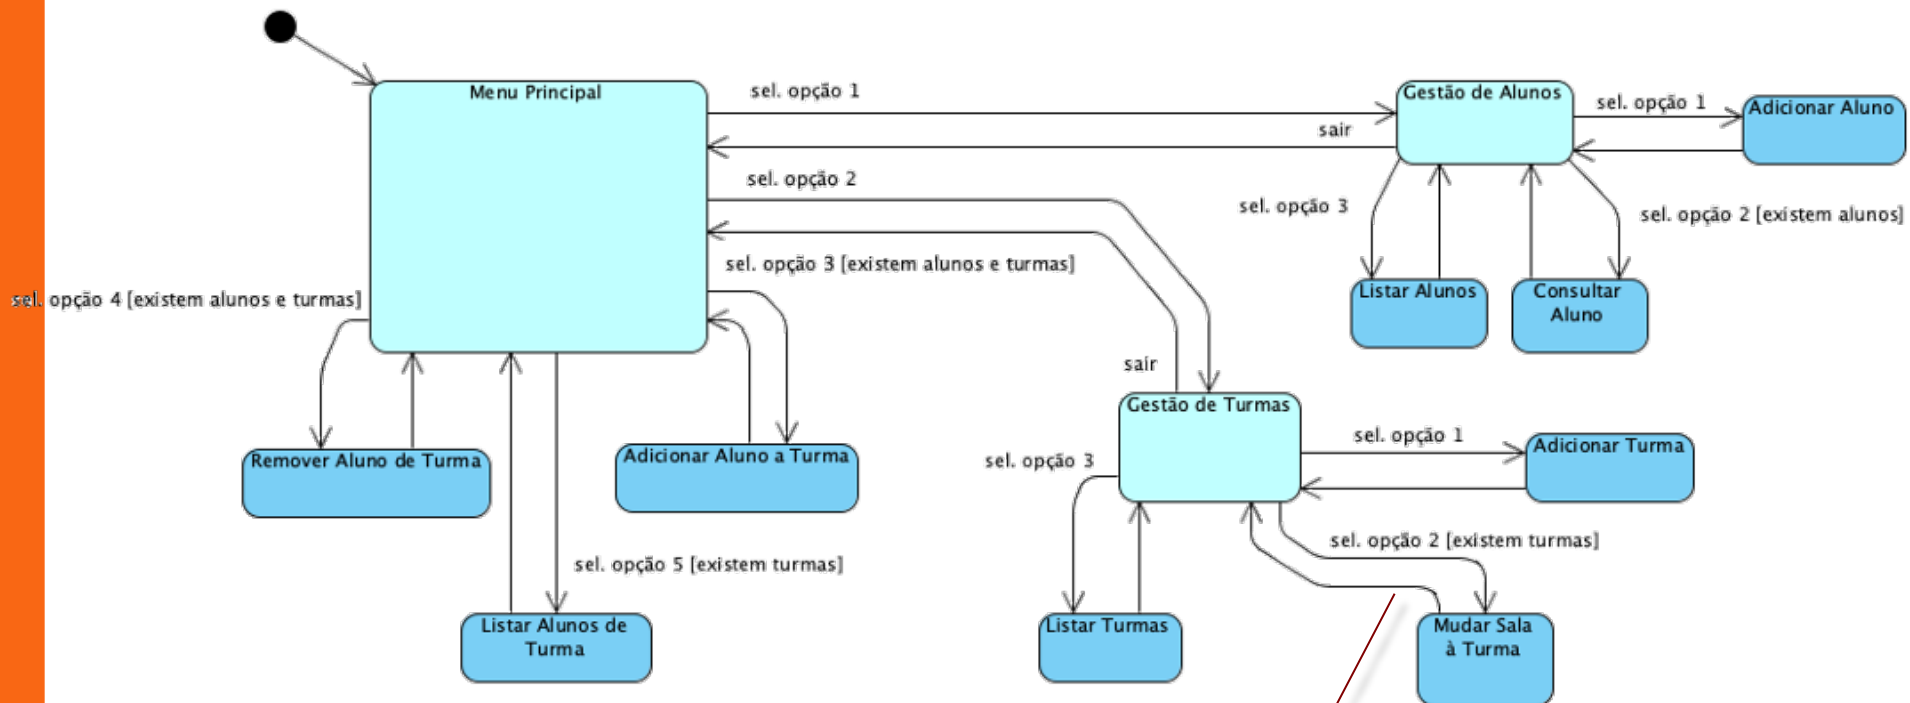 Menu Principal
sel. opção 1
Gestão de Alunos
sel. opção 1
Adicionar Aluno
sair
sel. opção 2
sel. opção 3
sel. opção 2 [existem alunos]
sel. opção 3 [existem alunos e turmas]
sel. opção 4 [existem alunos e turmas]
Listar Alunos
Consultar
Aluno
sair
Gestão de Turmas
sel. opção 1
Adicionar Turma
Remover Aluno de Turma
Adicionar Aluno a Turma
sel. opção 3
sel. opção 2 [existem turmas]
sel. opção 5 [existem turmas]
Listar Alunos de
Turma
Listar Turmas
Mudar Sala
à Turma